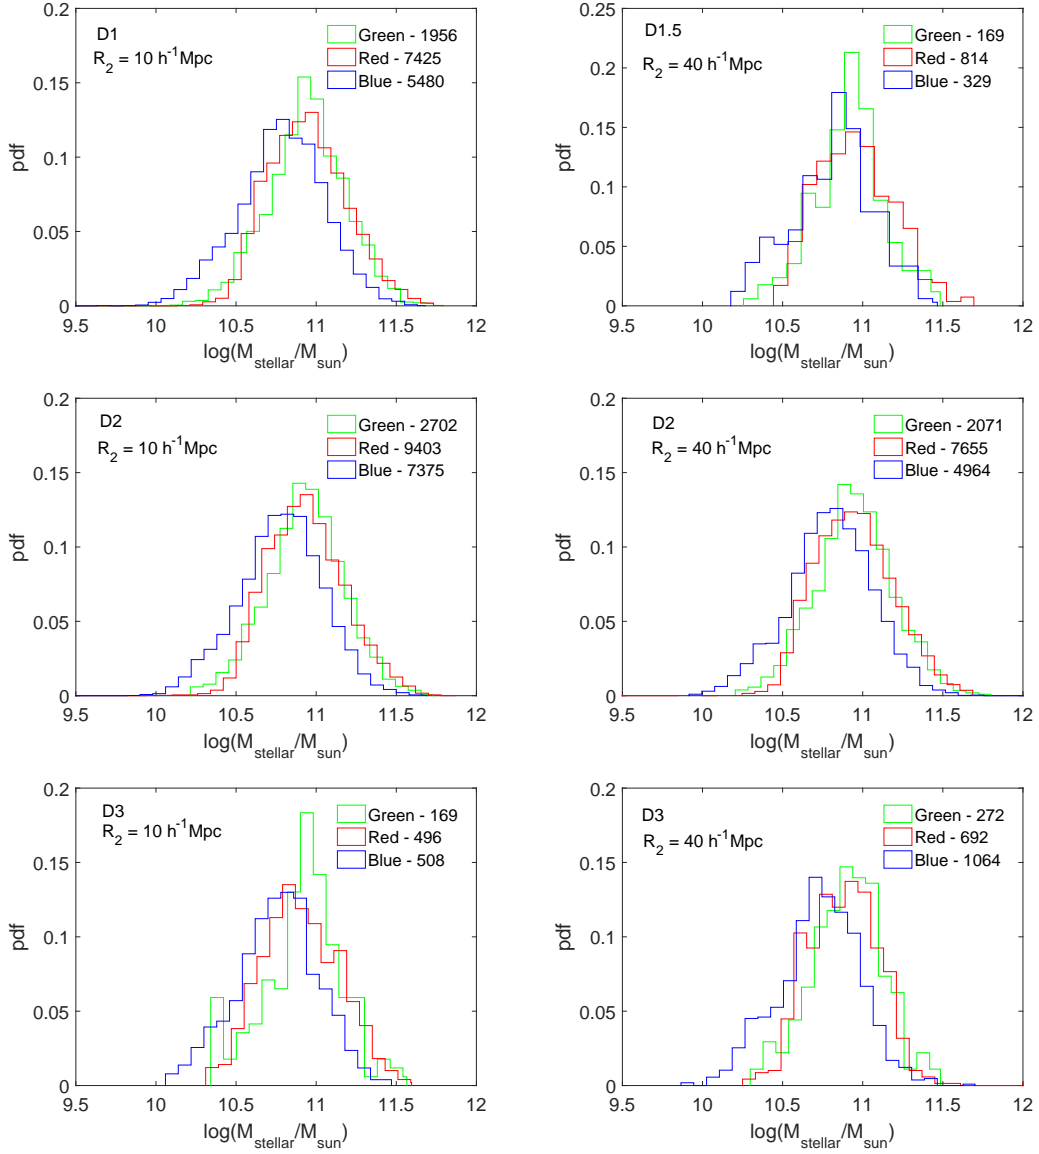 D1
R2 = 10 h-1Mpc
Green - 1956
Red - 7425
Blue - 5480
0.2
0.15
0.1
0.05
0
pdf
9.5 10 10.5 11 11.5 12
log(Mstellar/Msun)
D1.5
R2 = 40 h-1Mpc
Green - 169
Red - 814
Blue - 329
0.25
0.2
0.15
0.1
0.05
0
pdf
9.5 10 10.5 11 11.5 12
log(Mstellar/Msun)
D2
R2 = 10 h-1Mpc
Green - 2702
Red - 9403
Blue - 7375
0.2
0.15
0.1
0.05
0
pdf
9.5 10 10.5 11 11.5 12
log(Mstellar/Msun)
D2
R2 = 40 h-1Mpc
Green - 2071
Red - 7655
Blue - 4964
0.2
0.15
0.1
0.05
0
pdf
9.5 10 10.5 11 11.5 12
log(Mstellar/Msun)
D3
R2 = 10 h-1Mpc
Green - 169
Red - 496
Blue - 508
0.2
0.15
0.1
0.05
0
pdf
9.5 10 10.5 11 11.5 12
log(Mstellar/Msun)
D3
R2 = 40 h-1Mpc
Green - 272
Red - 692
Blue - 1064
0.2
0.15
0.1
0.05
0
pdf
9.5 10 10.5 11 11.5 12
log(Mstellar/Msun)